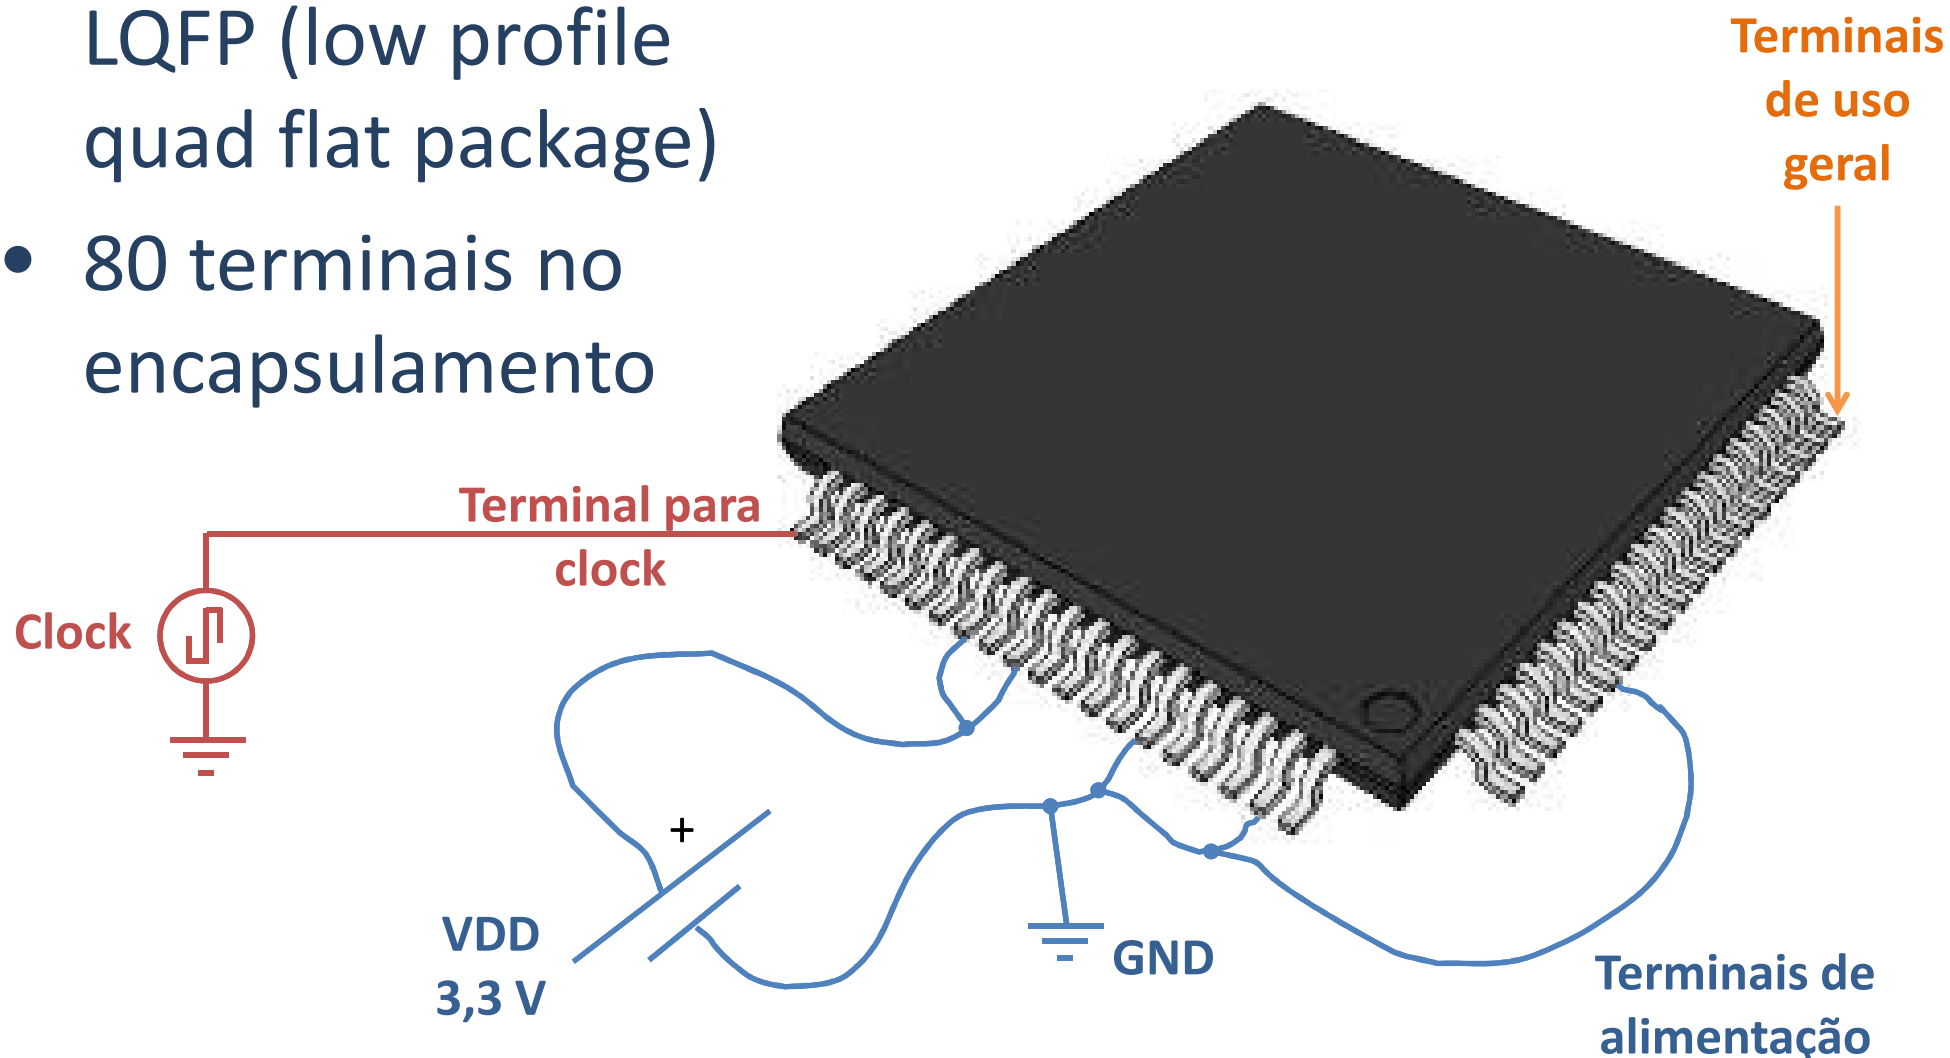 LQFP (low profile
quad flat package)
• 80 terminais no
encapsulamento
Terminais
de uso
geral
Terminal para
clock
Clock
+
VDD
3,3 V
GND
Terminais de
alimentação